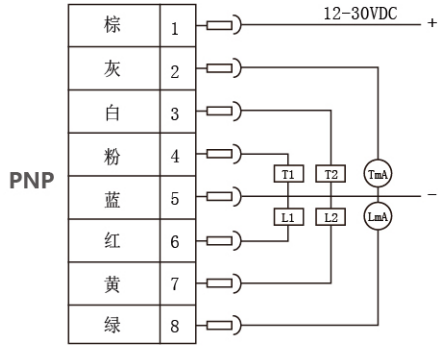 12-30VDC
棕 1 +
灰 2
白 3
粉 4
T1 T2 TmA
PNP
蓝 5 -
L1 L2 LmA
红 6
黄 7
绿 8